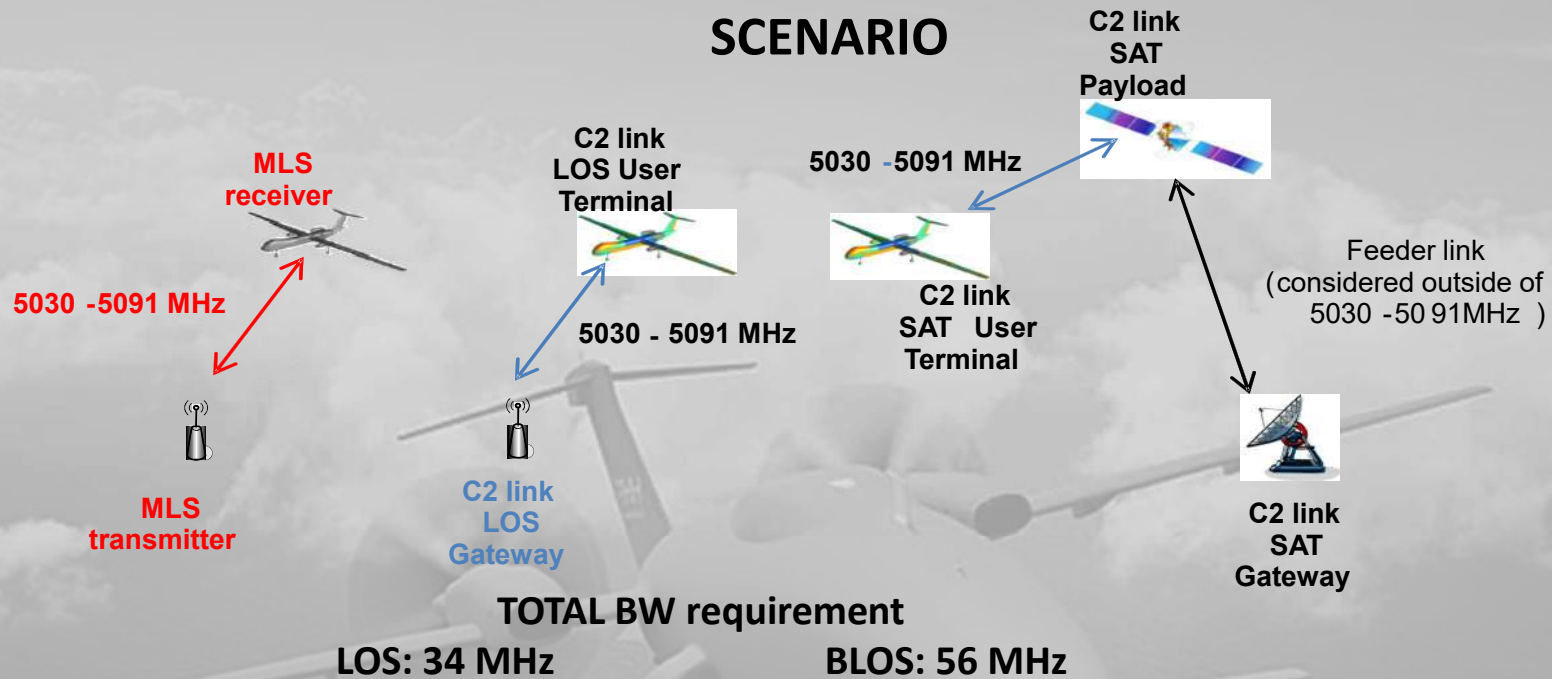 SCENARIO
C2 link
SAT
Payload
MLS
receiver
C2 link
LOS User
Terminal
5030 -5091 MHz
5030 -5091 MHz
5030 - 5091 MHz
C2 link
SAT User
Terminal
Feeder link
(considered outside of
5030 -50 91MHz )
MLS
transmitter
C2 link
LOS
Gateway
C2 link
SAT
Gateway
TOTAL BW requirement
LOS: 34 MHz BLOS: 56 MHz